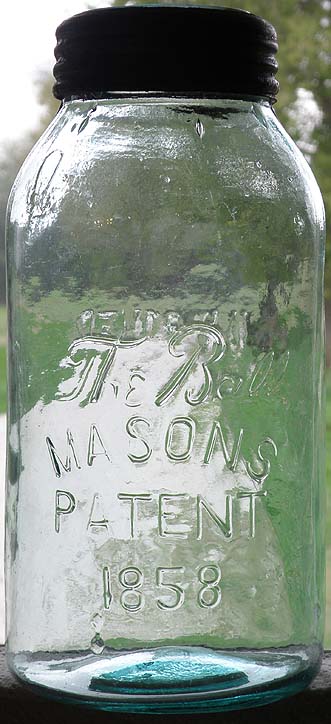 The Ball
MASONS
PATENT
1858